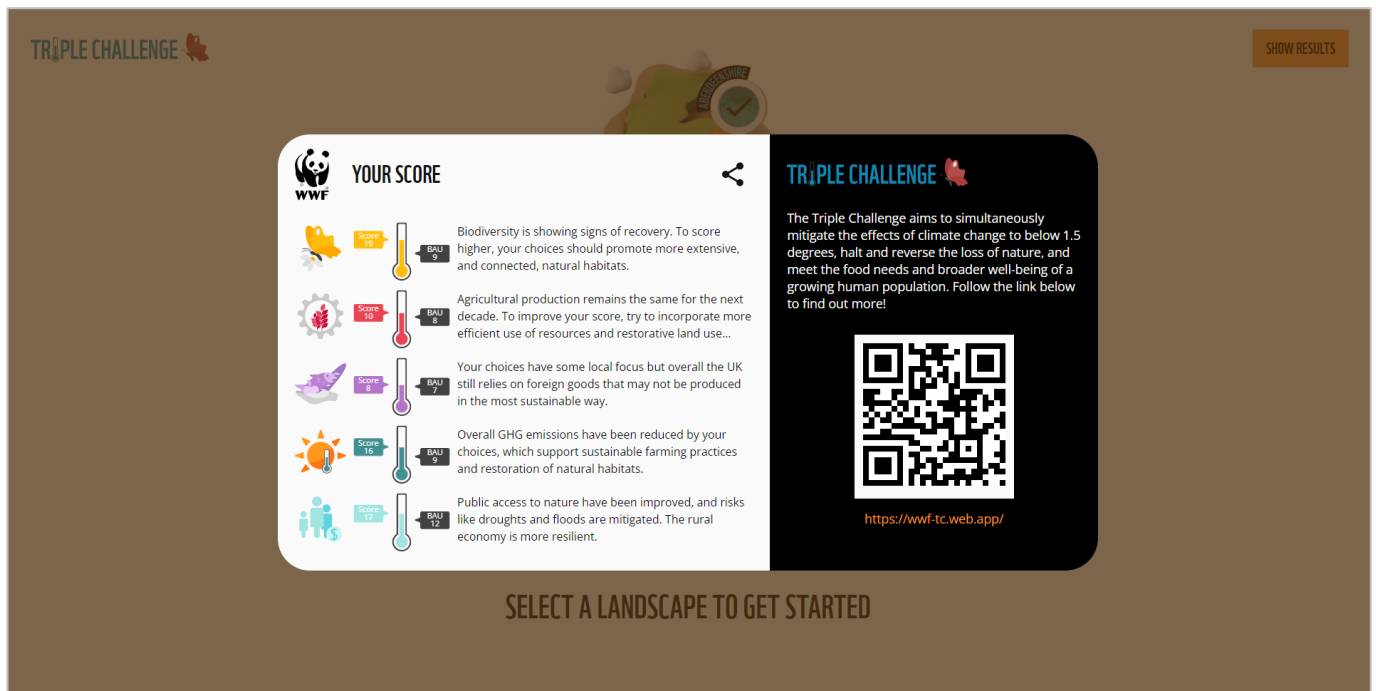 TRIPLE CHALLENGE
SHOW RESULTS
ABERDEENSHIRE
WWF
YOUR SCORE
Score
19
BAU
9
Biodiversity is showing signs of recovery. To score
higher, your choices should promote more extensive,
and connected, natural habitats.
Score
10
BAU
8
Agricultural production remains the same for the next
decade. To improve your score, try to incorporate more
efficient use of resources and restorative land use...
Score
8
BAU
7
Your choices have some local focus but overall the UK
still relies on foreign goods that may not be produced
in the most sustainable way.
Score
16
BAU
9
Overall GHG emissions have been reduced by your
choices, which support sustainable farming practices
and restoration of natural habitats.
Score
17
BAU
12
Public access to nature have been improved, and risks
like droughts and floods are mitigated. The rural
economy is more resilient.
TRIPLE CHALLENGE
The Triple Challenge aims to simultaneously
mitigate the effects of climate change to below 1.5
degrees, halt and reverse the loss of nature, and
meet the food needs and broader well-being of a
growing human population. Follow the link below
to find out more!
https://wwf-tc.web.app/
SELECT A LANDSCAPE TO GET STARTED